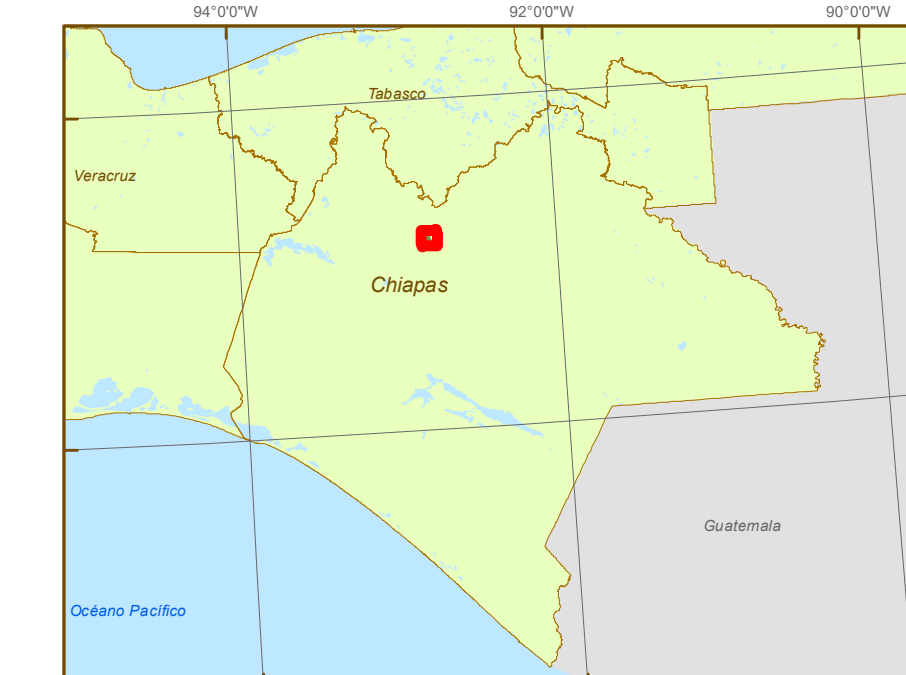 94°0'0"W 92°0'0"W 90°0'0"W
Tabasco
Veracruz
Chiapas
Guatemala
Océano Pacífico